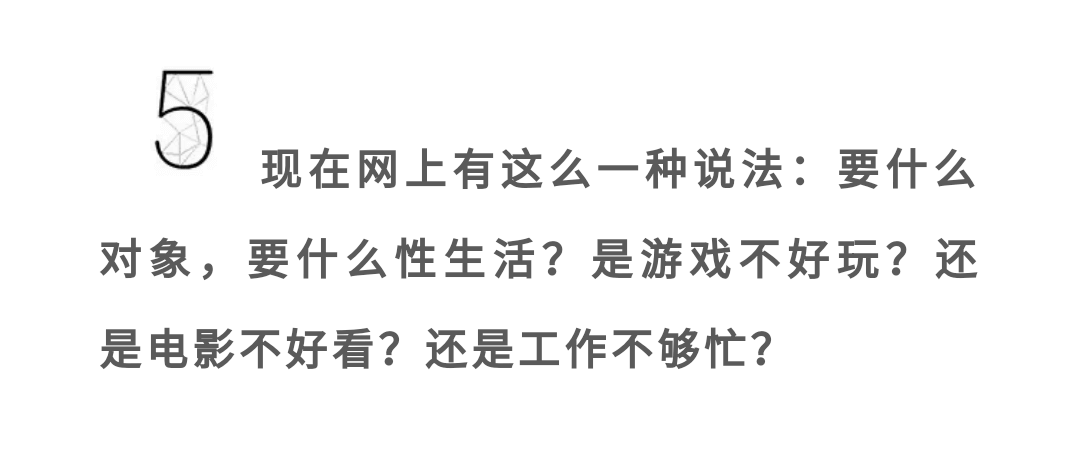 5
现在网上有这么一种说法：要什么
对象，要什么性生活？是游戏不好玩？还
是电影不好看？还是工作不够忙？